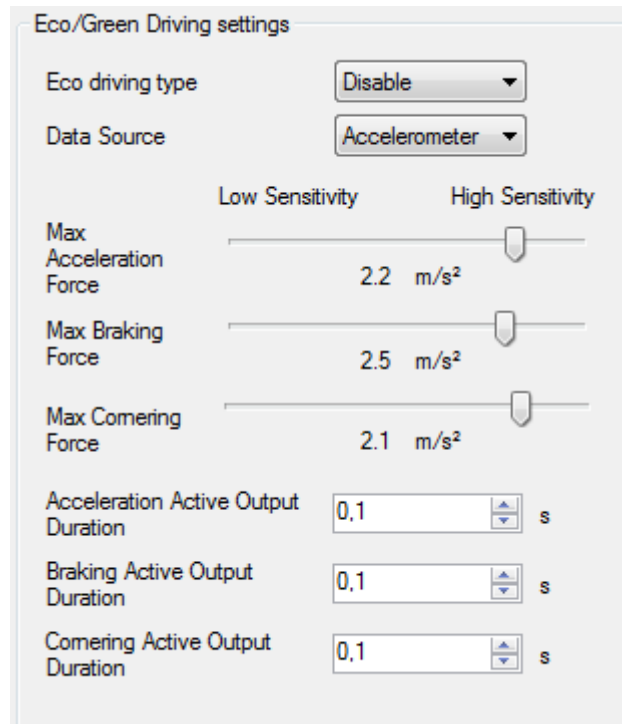 Eco/Green Driving settings
Eco driving type Disable
Data Source Accelerometer
Low Sensitivity High Sensitivity
Max
Acceleration
Force
2.2 m/s²
Max Braking
Force
2.5 m/s²
Max Cornering
Force
2.1 m/s²
Acceleration Active Output
Duration
0,1 s
Braking Active Output
Duration
0,1 s
Cornering Active Output
Duration
0,1 s